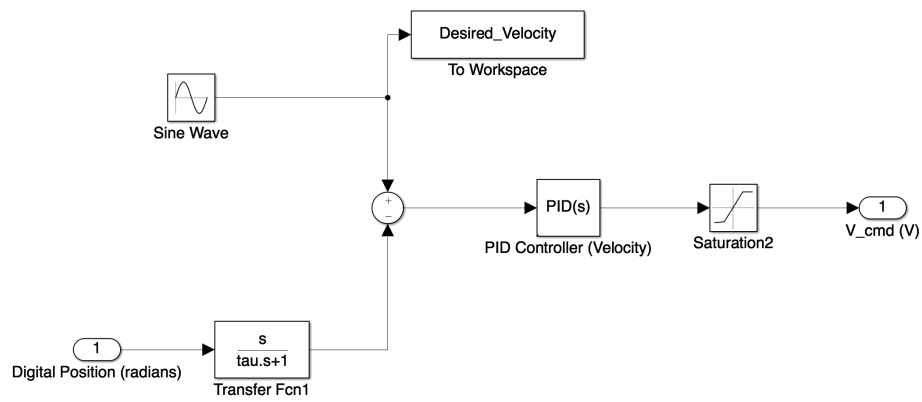 Desired_Velocity
To Workspace
Sine Wave
+
−
PID(s)
PID Controller (Velocity)
Saturation2
1
V_cmd (V)
1
Digital Position (radians)
s
tau.s+1
Transfer Fcn1